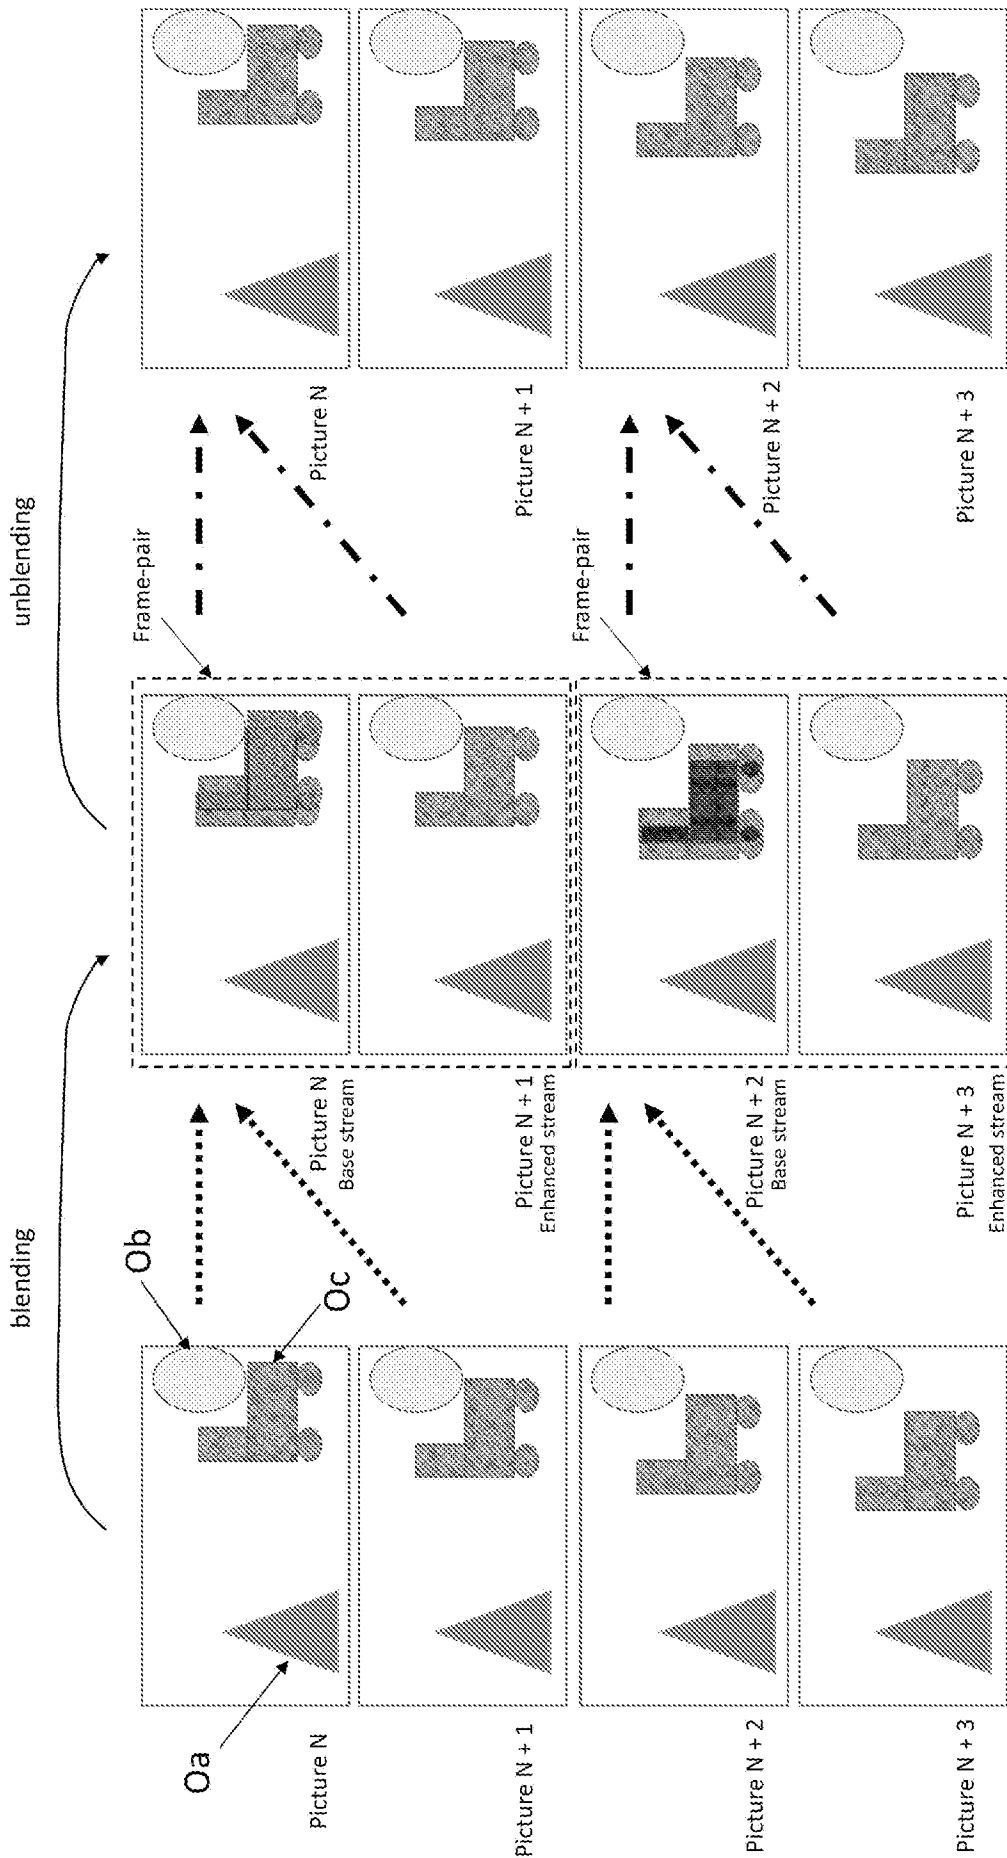 blending
unblending
Oa
Ob
Oc
Frame-pair
Picture N
Picture N
Base stream
Picture N
Picture N + 1
Picture N + 1
Enhanced stream
Picture N + 1
Frame-pair
Picture N + 2
Picture N + 2
Base stream
Picture N + 2
Picture N + 3
Picture N + 3
Enhanced stream
Picture N + 3